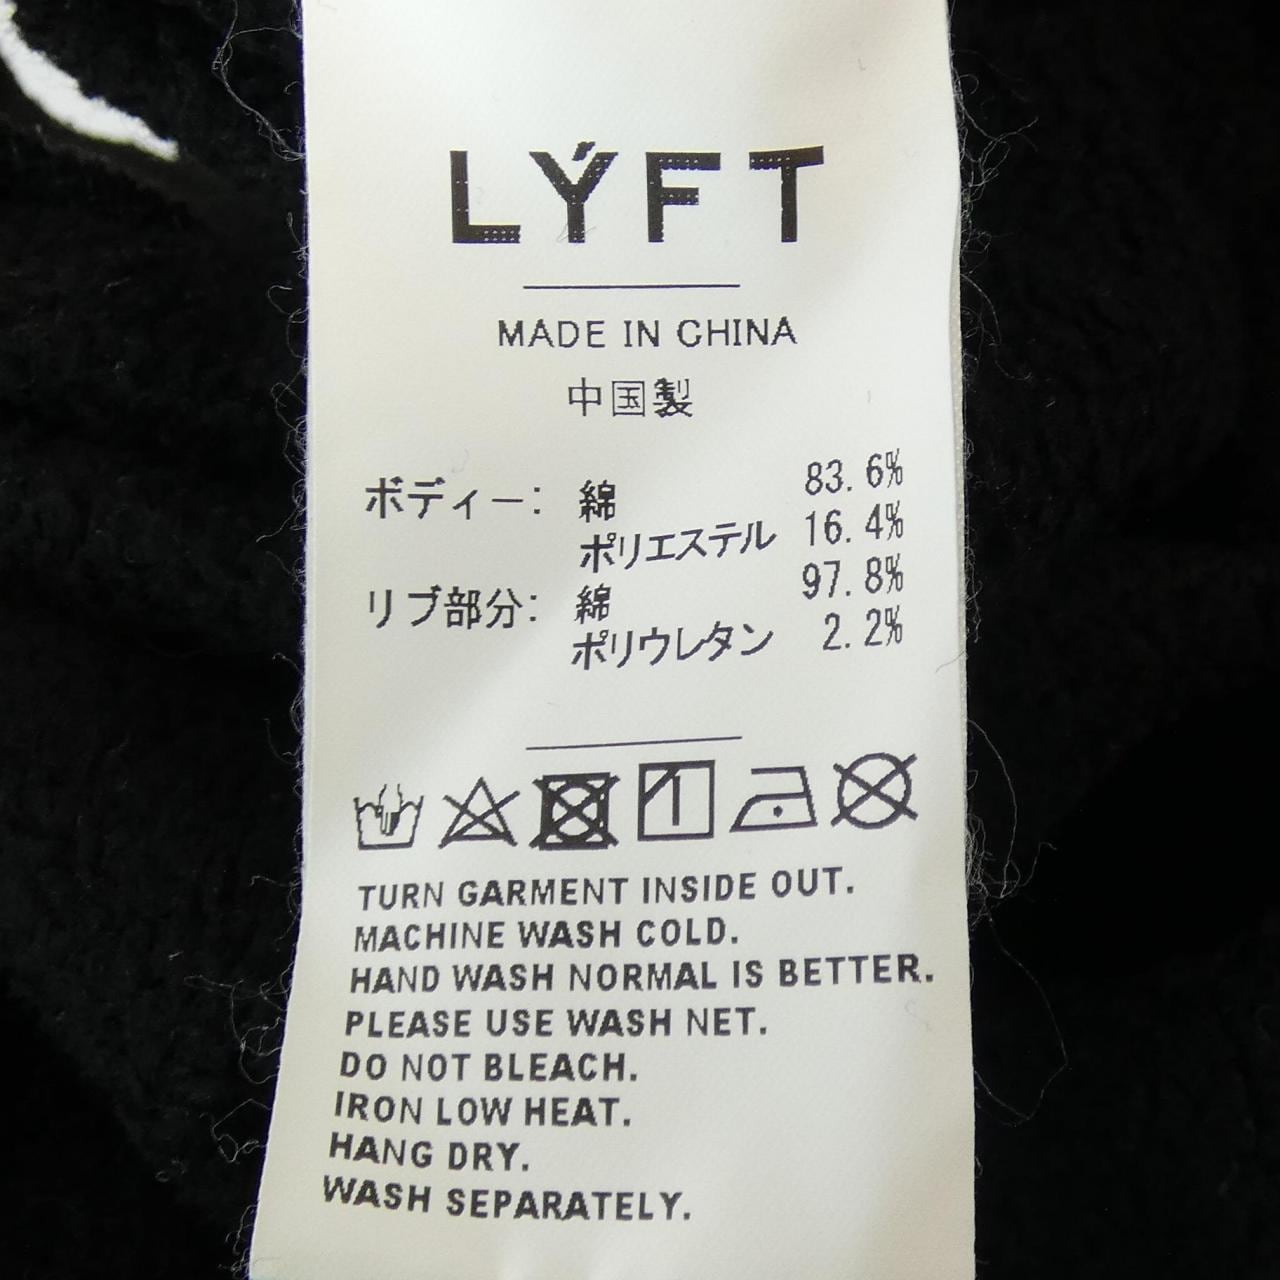 LÝFT
MADE IN CHINA
中国製
ボディー: 綿 83.6%
ポリエステル 16.4%
リブ部分: 綿 97.8%
ポリウレタン 2.2%
TURN GARMENT INSIDE OUT.
MACHINE WASH COLD.
HAND WASH NORMAL IS BETTER.
PLEASE USE WASH NET.
DO NOT BLEACH.
IRON LOW HEAT.
HANG DRY.
WASH SEPARATELY.